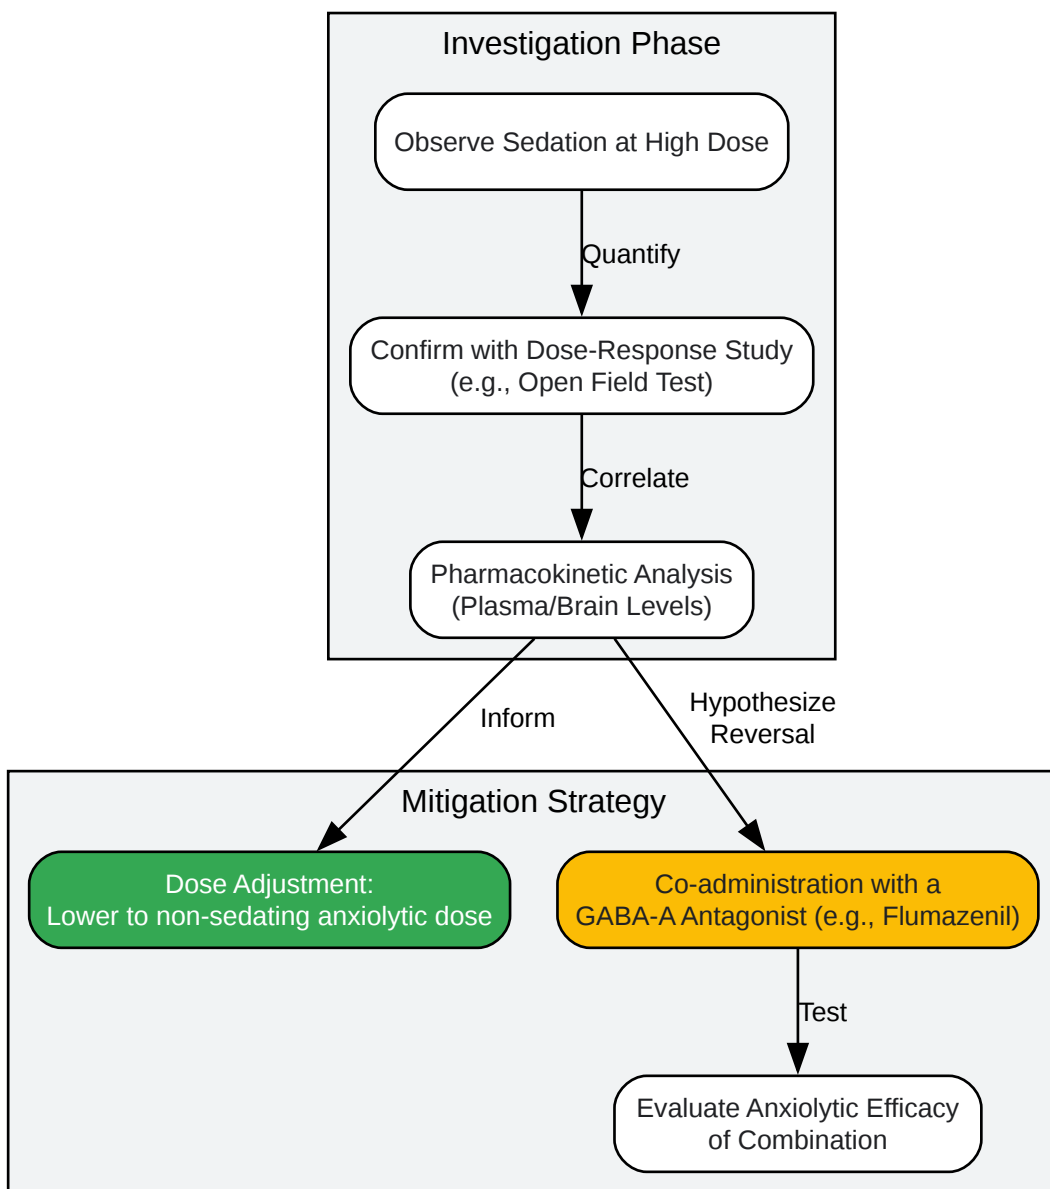 Investigation Phase
Observe Sedation at High Dose
Quantify
Confirm with Dose-Response Study
(e.g., Open Field Test)
Correlate
Pharmacokinetic Analysis
(Plasma/Brain Levels)
Inform
Hypothesize
Reversal
Mitigation Strategy
Dose Adjustment:
Lower to non-sedating anxiolytic dose
Co-administration with a
GABA-A Antagonist (e.g., Flumazenil)
Test
Evaluate Anxiolytic Efficacy
of Combination